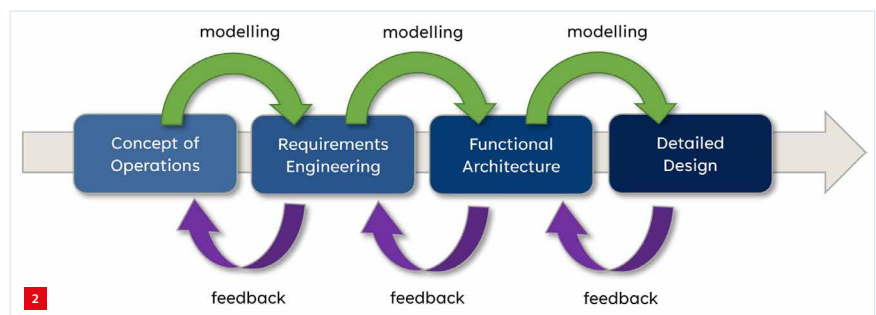 modelling
modelling
modelling
Concept of
Operations
Requirements
Engineering
Functional
Architecture
Detailed
Design
feedback
feedback
feedback
2